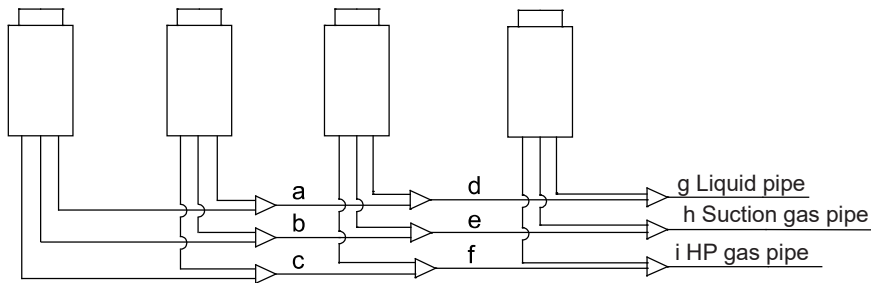 a
d
g Liquid pipe
b
e
h Suction gas pipe
c
f
i HP gas pipe